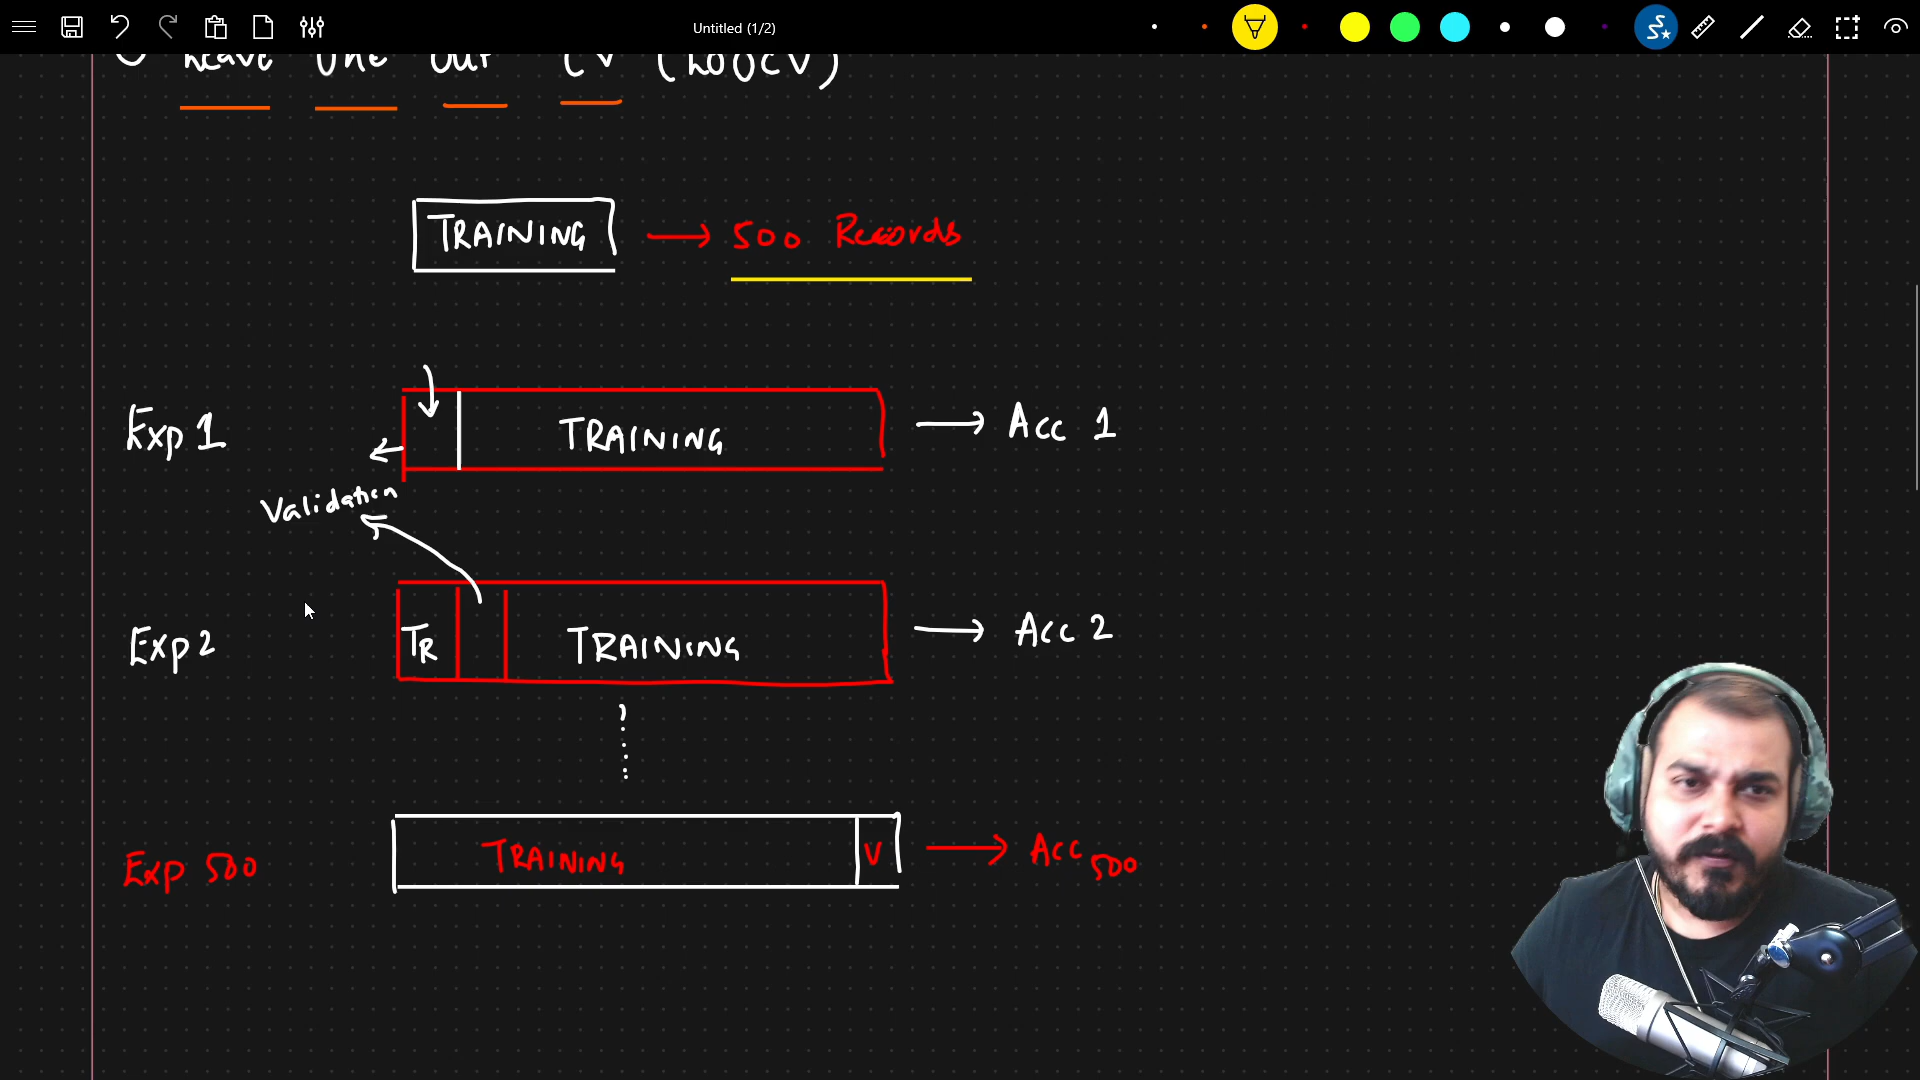 Untitled (1/2)
Leave One Out CV (LOOCV)
TRAINING → 500 Records
Exp 1 TRAINING → Acc 1
Validation
Exp 2 TR TRAINING → Acc 2
Exp 500 TRAINING V → Acc 500